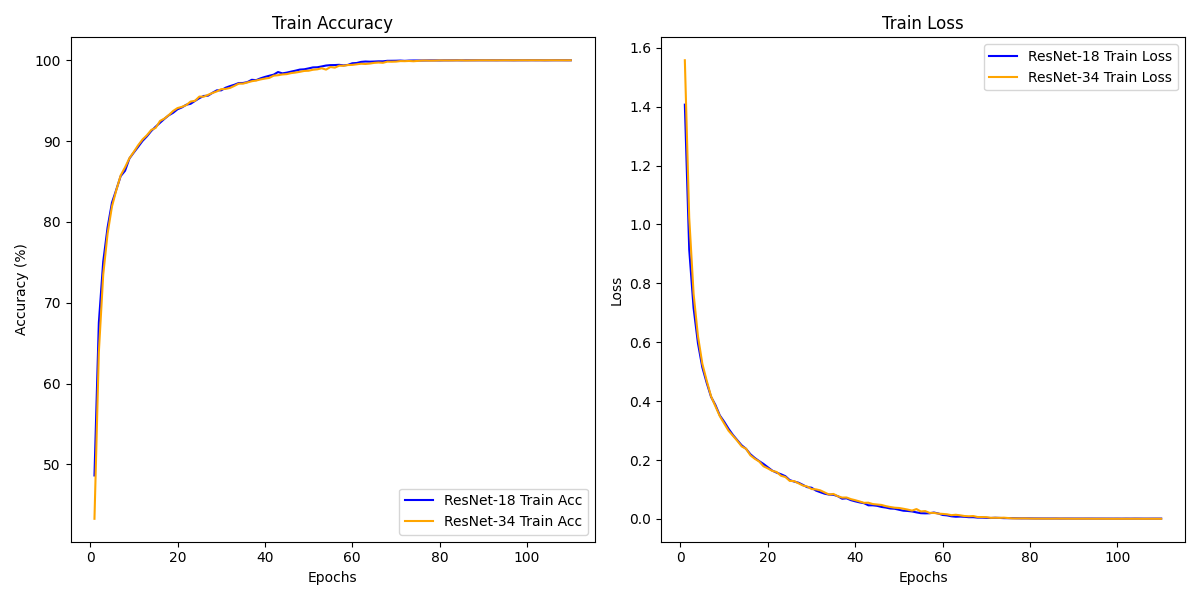 Train Accuracy
100
90
80
70
60
50
Accuracy (%)
ResNet-18 Train Acc
ResNet-34 Train Acc
0 20 40 60 80 100
Epochs
Train Loss
1.6
1.4
1.2
1.0
0.8
0.6
0.4
0.2
0.0
Loss
ResNet-18 Train Loss
ResNet-34 Train Loss
0 20 40 60 80 100
Epochs